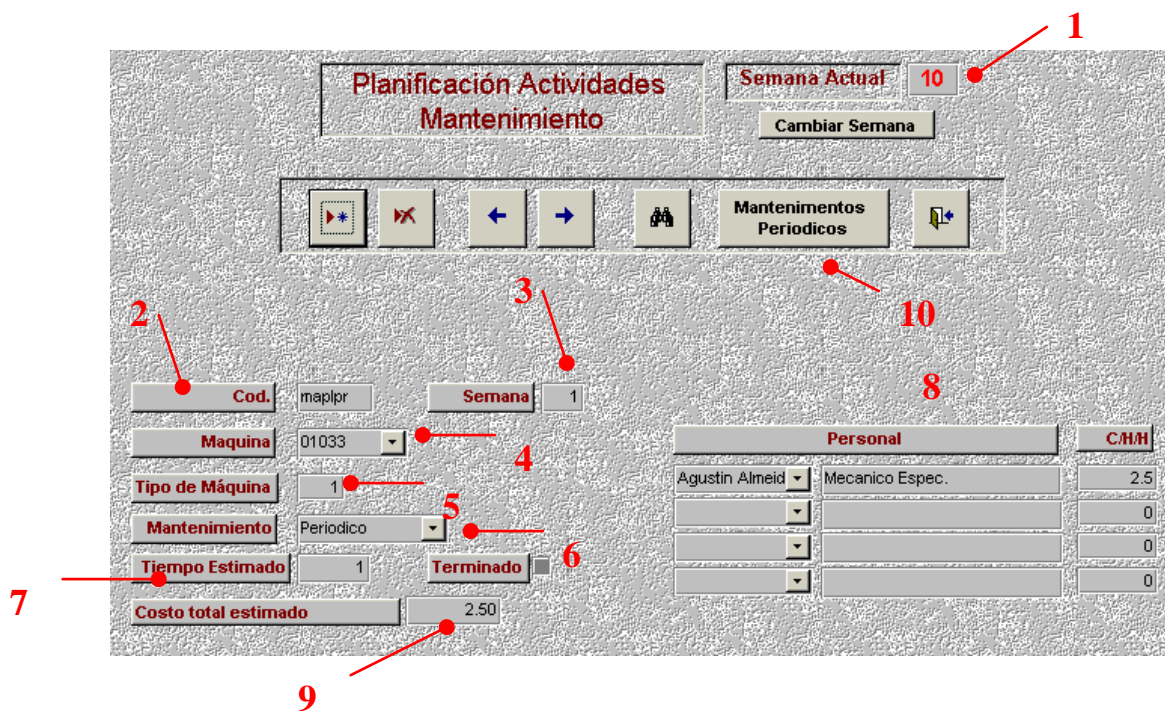 1
Planificación Actividades
Mantenimiento
Semana Actual 10
Cambiar Semana
Mantenimentos
Periodicos
3
2
10
8
Cod. maplpr Semana 1
Maquina 01033
4
Personal C/H/H
Tipo de Máquina 1
Agustin Almeid Mecanico Espec. 2.5
5
Mantenimiento Periodico
0
6
Tiempo Estimado 1 Terminado
0
7
0
Costo total estimado 2.50
9